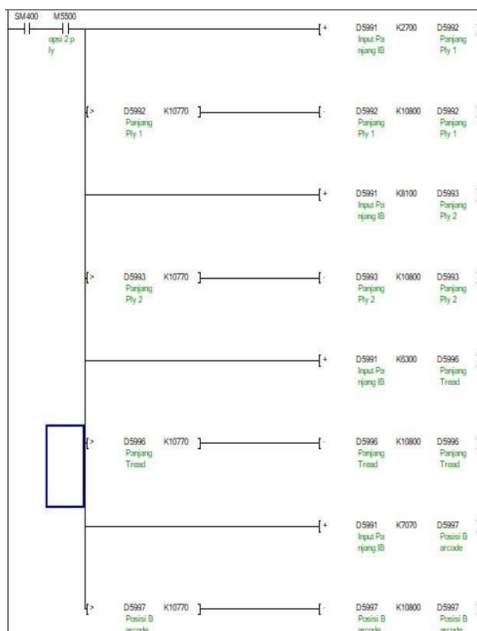 SM400 M5500
opsi 2 p
ly
+ D5991 K2700 D5992
Input Pa Panjang
njang IB Ply 1
> D5992 K10770 - D5992 K10800 D5992
Panjang Panjang Panjang
Ply 1 Ply 1 Ply 1
+ D5991 K8100 D5993
Input Pa Panjang
njang IB Ply 2
> D5993 K10770 - D5993 K10800 D5993
Panjang Panjang Panjang
Ply 2 Ply 2 Ply 2
+ D5991 K6300 D5996
Input Pa Panjang
njang IB Tread
> D5996 K10770 - D5996 K10800 D5996
Panjang Panjang Panjang
Tread Tread Tread
+ D5991 K7070 D5997
Input Pa Posisi B
njang IB arcode
> D5997 K10770 - D5997 K10800 D5997
Posisi B Posisi B Posisi B
arcode arcode arcode